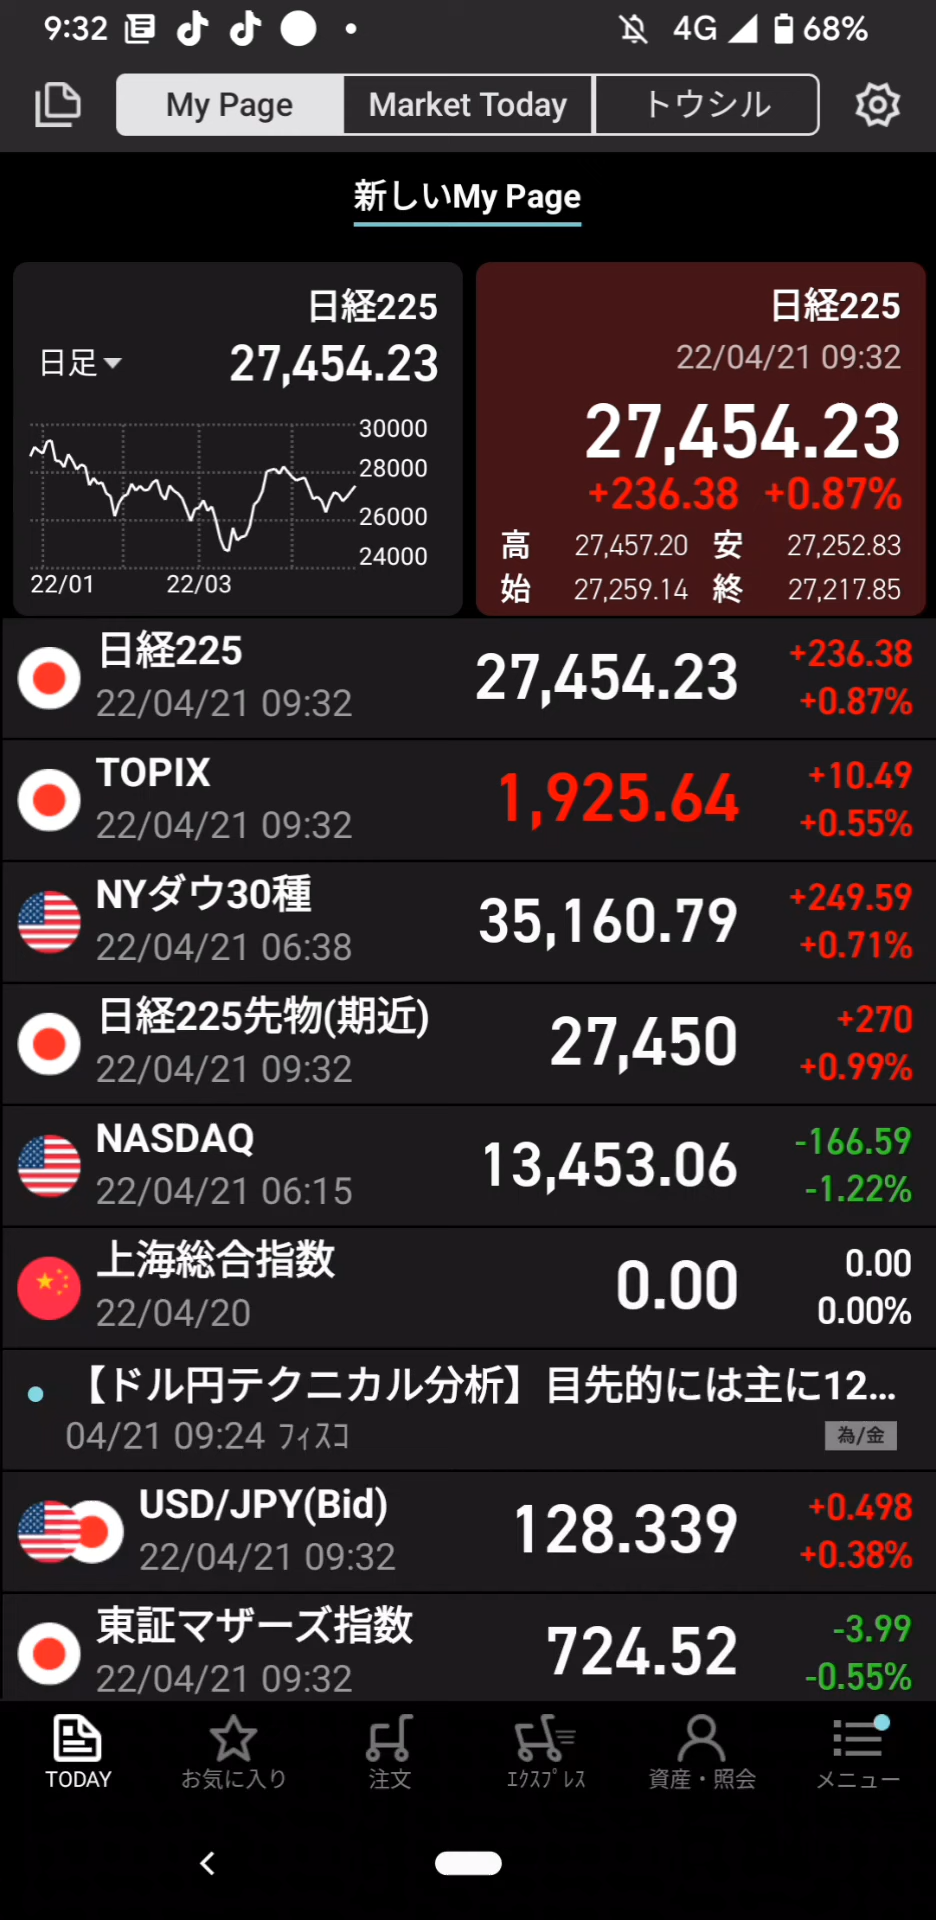 9:32 4G 68%
My Page Market Today トウシル
新しいMy Page
日経225
日足 27,454.23
30000
28000
26000
24000
22/01 22/03
日経225
22/04/21 09:32
27,454.23
+236.38 +0.87%
高 27,457.20 安 27,252.83
始 27,259.14 終 27,217.85
日経225
22/04/21 09:32
27,454.23
+236.38
+0.87%
TOPIX
22/04/21 09:32
1,925.64
+10.49
+0.55%
NYダウ30種
22/04/21 06:38
35,160.79
+249.59
+0.71%
日経225先物(期近)
22/04/21 09:32
27,450
+270
+0.99%
NASDAQ
22/04/21 06:15
13,453.06
-166.59
-1.22%
上海総合指数
22/04/20
0.00
0.00
0.00%
【ドル円テクニカル分析】目先的には主に12...
04/21 09:24 フィスコ
為/金
USD/JPY(Bid)
22/04/21 09:32
128.339
+0.498
+0.38%
東証マザーズ指数
22/04/21 09:32
724.52
-3.99
-0.55%
TODAY お気に入り 注文 ｴｸｽﾌﾟﾚｽ 資産・照会 メニュー